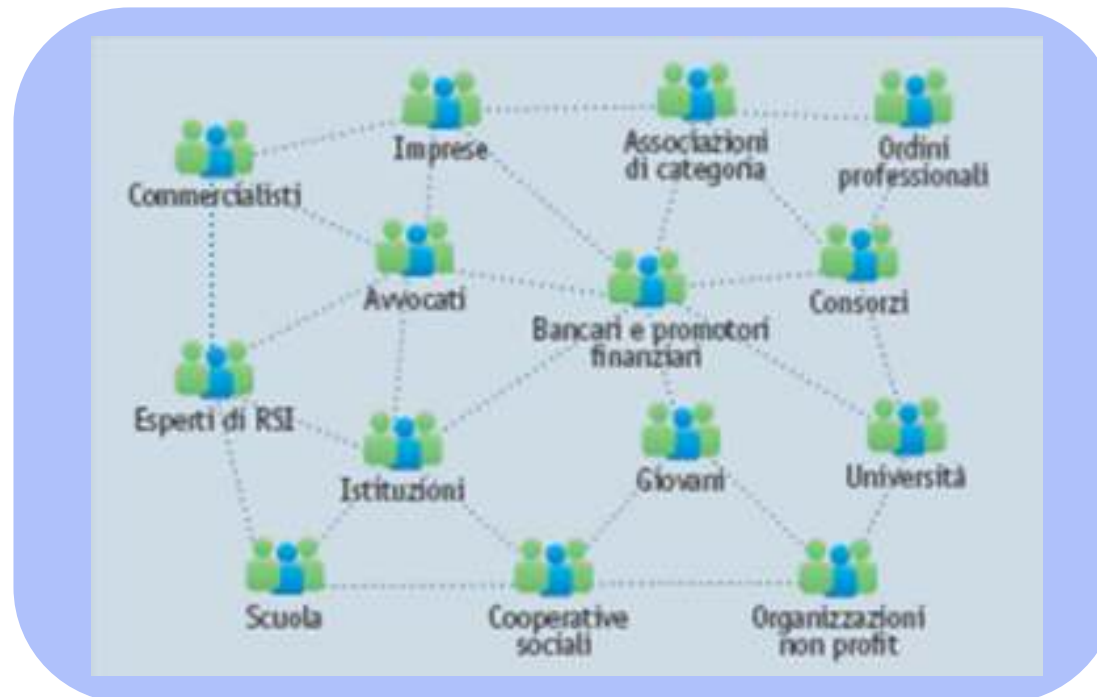 Imprese
Associazioni
di categoria
Ordini
professionali
Commercialisti
Avvocati
Bancari e promotori
finanziari
Consorzi
Esperti di RSI
Istituzioni
Giovani
Università
Scuola
Cooperative
sociali
Organizzazioni
non profit